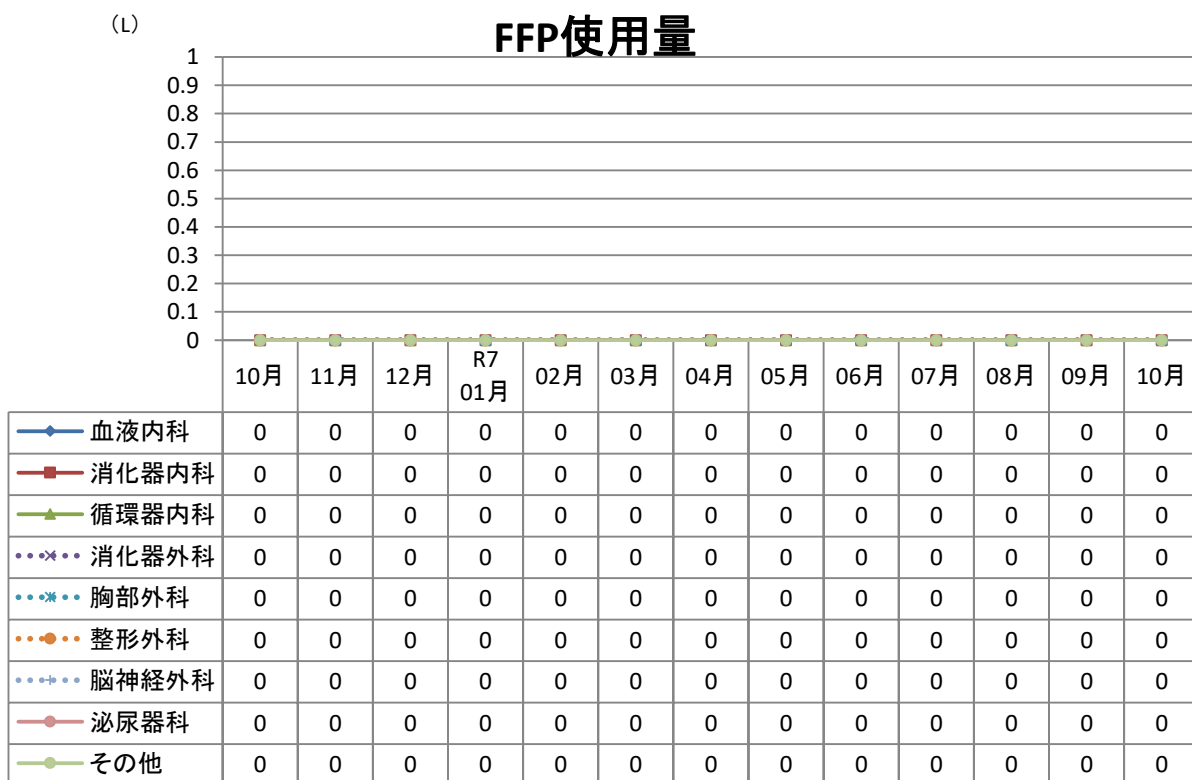 （L）
FFP使用量
1
0.9
0.8
0.7
0.6
0.5
0.4
0.3
0.2
0.1
0
10月 11月 12月 R7 01月 02月 03月 04月 05月 06月 07月 08月 09月 10月
血液内科 0 0 0 0 0 0 0 0 0 0 0 0 0
消化器内科 0 0 0 0 0 0 0 0 0 0 0 0 0
循環器内科 0 0 0 0 0 0 0 0 0 0 0 0 0
消化器外科 0 0 0 0 0 0 0 0 0 0 0 0 0
胸部外科 0 0 0 0 0 0 0 0 0 0 0 0 0
整形外科 0 0 0 0 0 0 0 0 0 0 0 0 0
脳神経外科 0 0 0 0 0 0 0 0 0 0 0 0 0
泌尿器科 0 0 0 0 0 0 0 0 0 0 0 0 0
その他 0 0 0 0 0 0 0 0 0 0 0 0 0